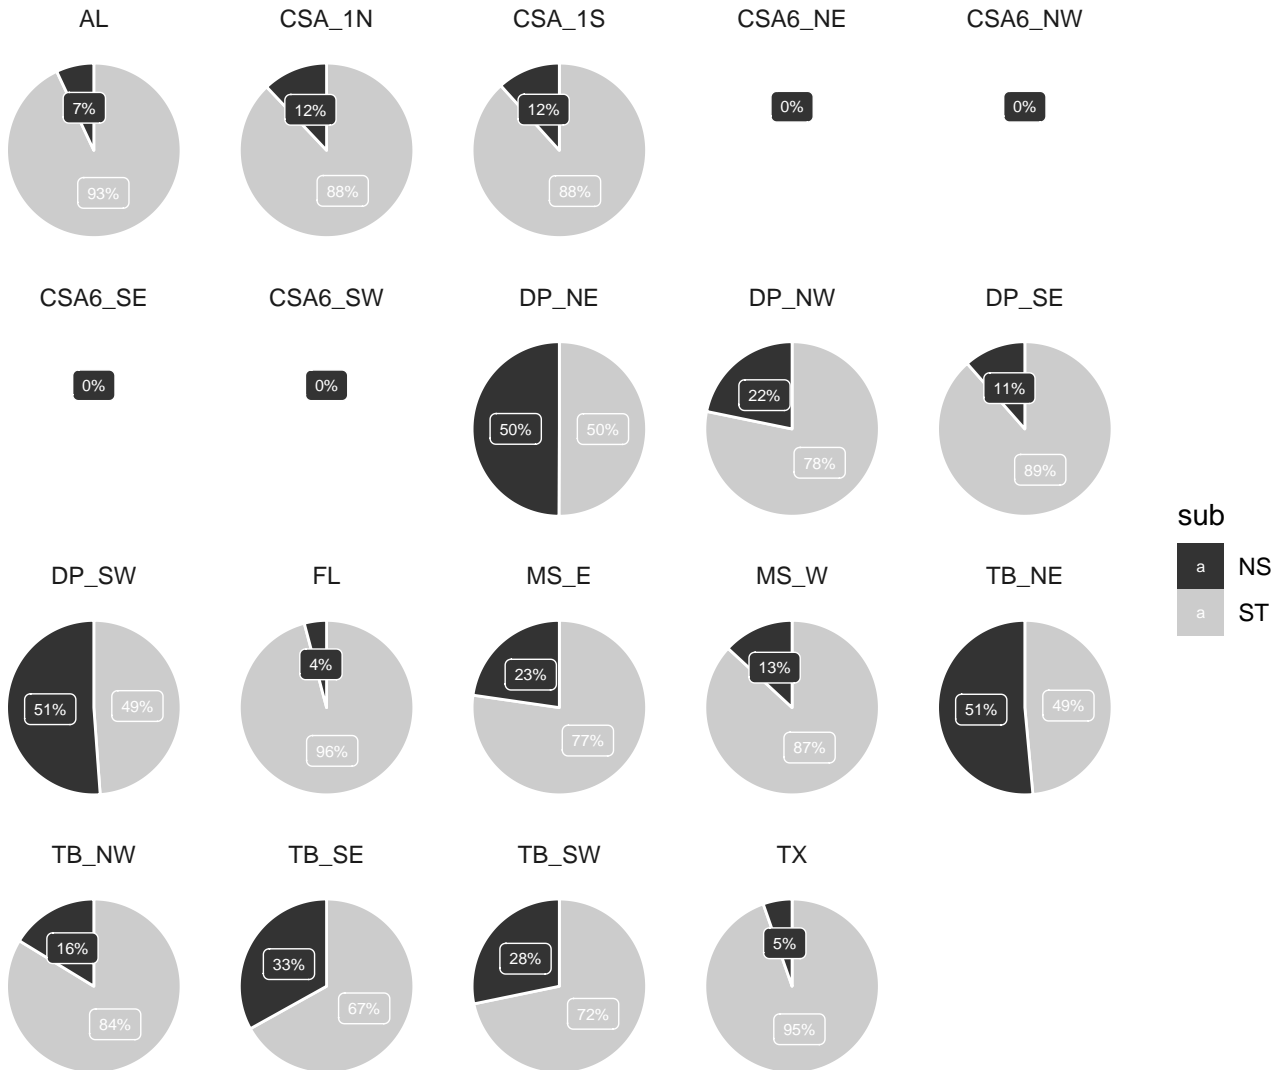 AL CSA_1N CSA_1S CSA6_NE CSA6_NW
7% 12% 12% 0% 0%
93% 88% 88%
CSA6_SE CSA6_SW DP_NE DP_NW DP_SE
0% 0% 50% 50% 22% 11%
78% 89%
sub
a NS
a ST
DP_SW FL MS_E MS_W TB_NE
51% 49% 4% 23% 13% 51% 49%
96% 77% 87%
TB_NW TB_SE TB_SW TX
16% 33% 28% 5%
84% 67% 72% 95%